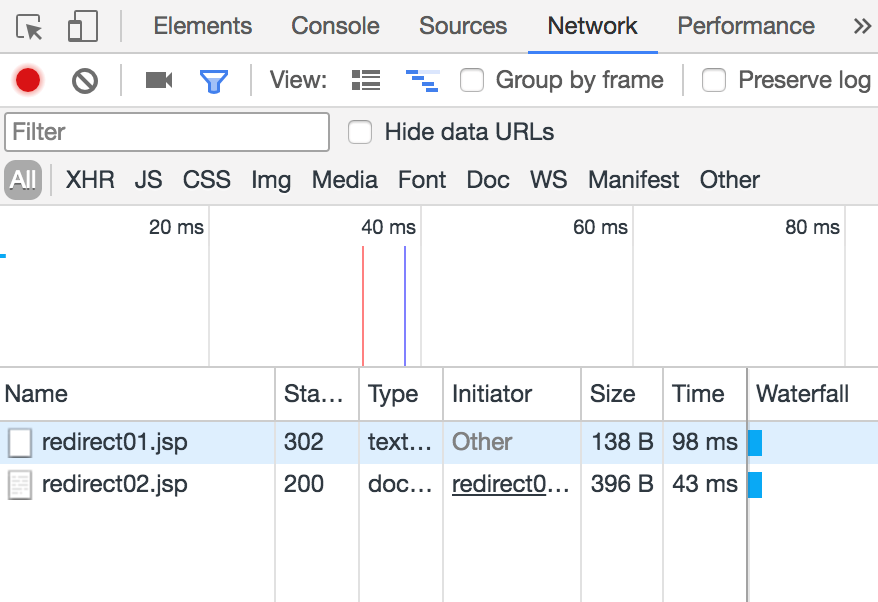 Elements Console Sources Network Performance »
View: Group by frame Preserve log
Filter Hide data URLs
All XHR JS CSS Img Media Font Doc WS Manifest Other
20 ms 40 ms 60 ms 80 ms
Name Sta… Type Initiator Size Time Waterfall
redirect01.jsp 302 text… Other 138 B 98 ms
redirect02.jsp 200 doc… redirect0… 396 B 43 ms